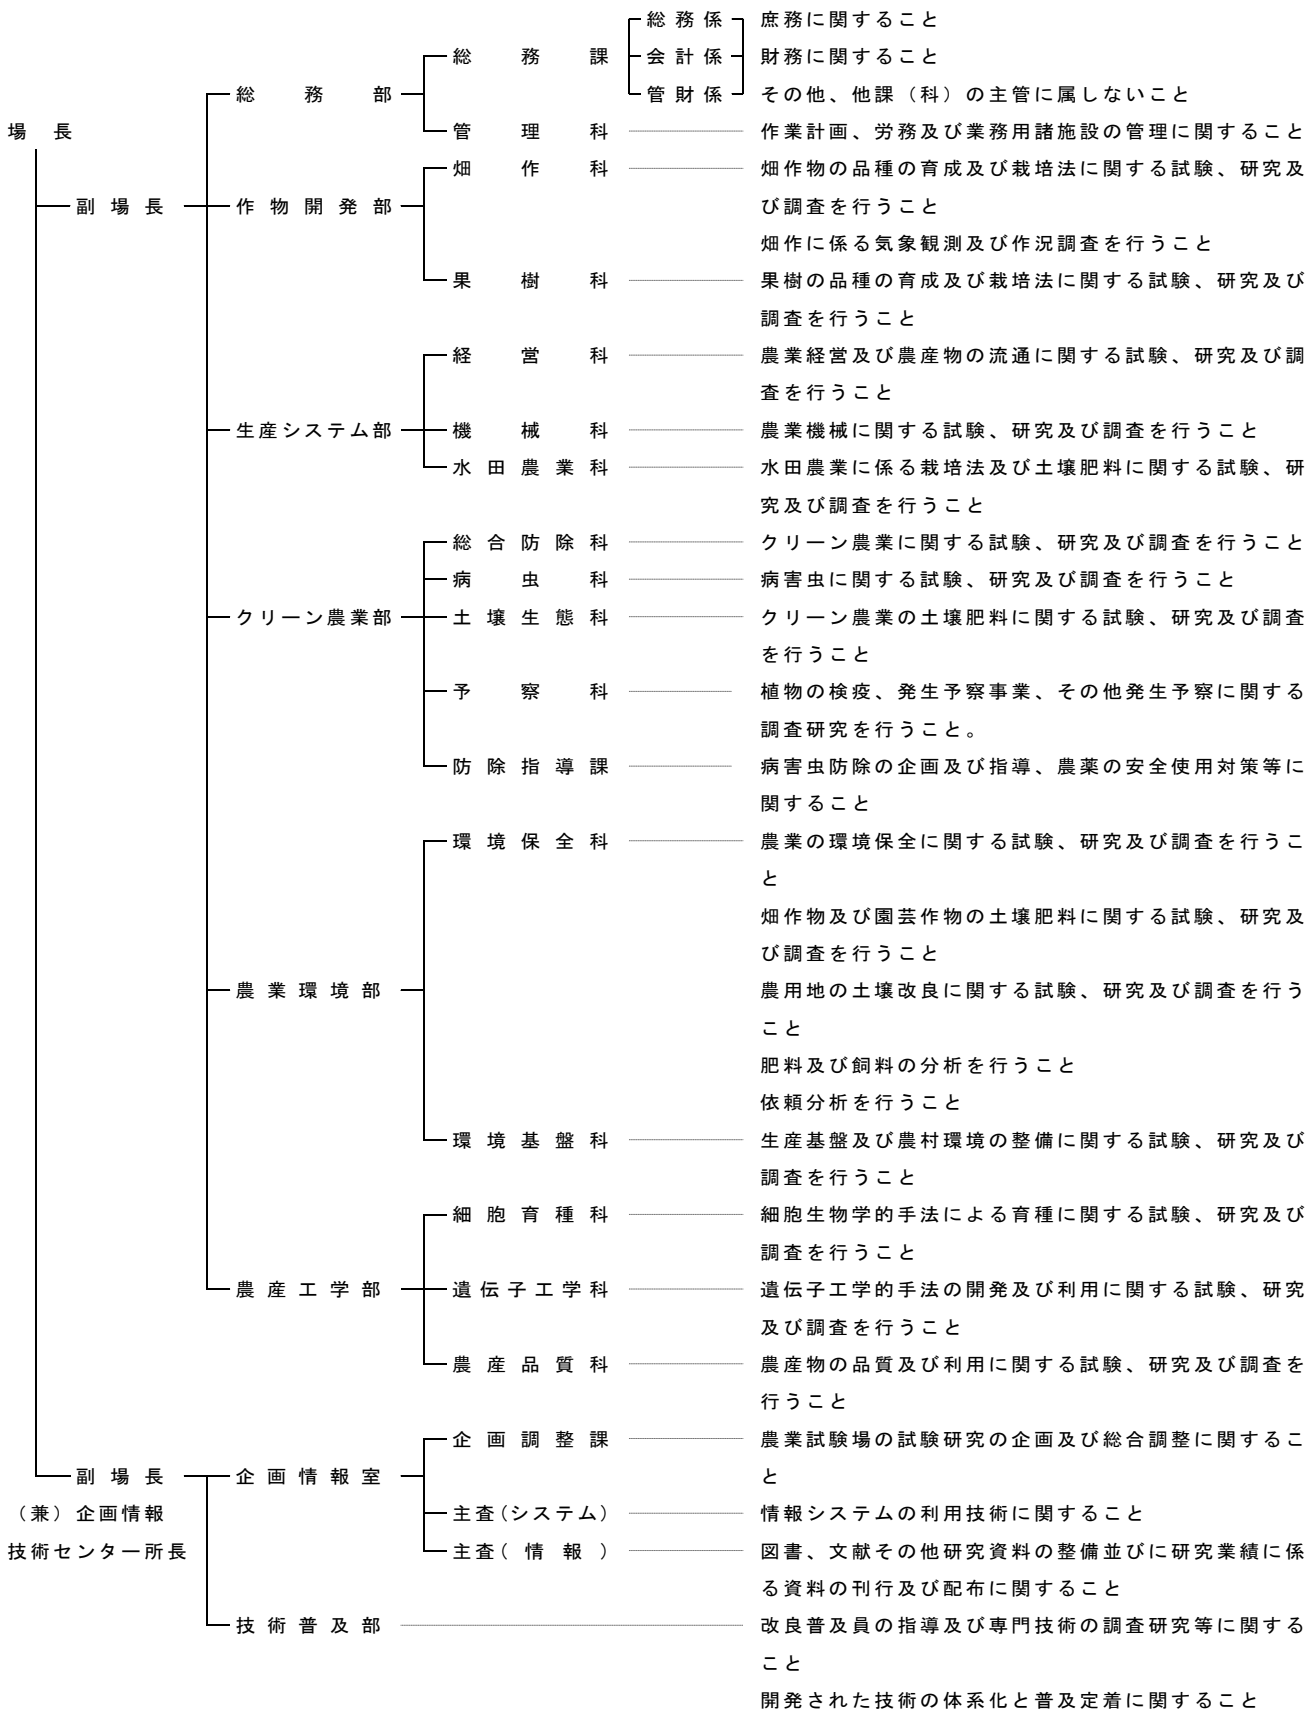 総務係 庶務に関すること
総務課 会計係 財務に関すること
総務部 管財係 その他、他課（科）の主管に属しないこと
場長 管理科 作業計画、労務及び業務用諸施設の管理に関すること
畑作科 畑作物の品種の育成及び栽培法に関する試験、研究及
副場長 作物開発部 び調査を行うこと
畑作に係る気象観測及び作況調査を行うこと
果樹科 果樹の品種の育成及び栽培法に関する試験、研究及び
調査を行うこと
経営科 農業経営及び農産物の流通に関する試験、研究及び調
査を行うこと
生産システム部 機械科 農業機械に関する試験、研究及び調査を行うこと
水田農業科 水田農業に係る栽培法及び土壌肥料に関する試験、研
究及び調査を行うこと
総合防除科 クリーン農業に関する試験、研究及び調査を行うこと
病虫科 病害虫に関する試験、研究及び調査を行うこと
クリーン農業部 土壌生態科 クリーン農業の土壌肥料に関する試験、研究及び調査
を行うこと
予察科 植物の検疫、発生予察事業、その他発生予察に関する
調査研究を行うこと。
防除指導課 病害虫防除の企画及び指導、農薬の安全使用対策等に
関すること
環境保全科 農業の環境保全に関する試験、研究及び調査を行うこ
と
畑作物及び園芸作物の土壌肥料に関する試験、研究及
び調査を行うこと
農業環境部 農用地の土壌改良に関する試験、研究及び調査を行う
こと
肥料及び飼料の分析を行うこと
依頼分析を行うこと
環境基盤科 生産基盤及び農村環境の整備に関する試験、研究及び
調査を行うこと
細胞育種科 細胞生物学的手法による育種に関する試験、研究及び
調査を行うこと
農産工学部 遺伝子工学科 遺伝子工学的手法の開発及び利用に関する試験、研究
及び調査を行うこと
農産品質科 農産物の品質及び利用に関する試験、研究及び調査を
行うこと
企画調整課 農業試験場の試験研究の企画及び総合調整に関するこ
副場長 企画情報室 と
（兼）企画情報 主査(システム) 情報システムの利用技術に関すること
技術センター所長 主査(情報) 図書、文献その他研究資料の整備並びに研究業績に係
る資料の刊行及び配布に関すること
技術普及部 改良普及員の指導及び専門技術の調査研究等に関する
こと
開発された技術の体系化と普及定着に関すること